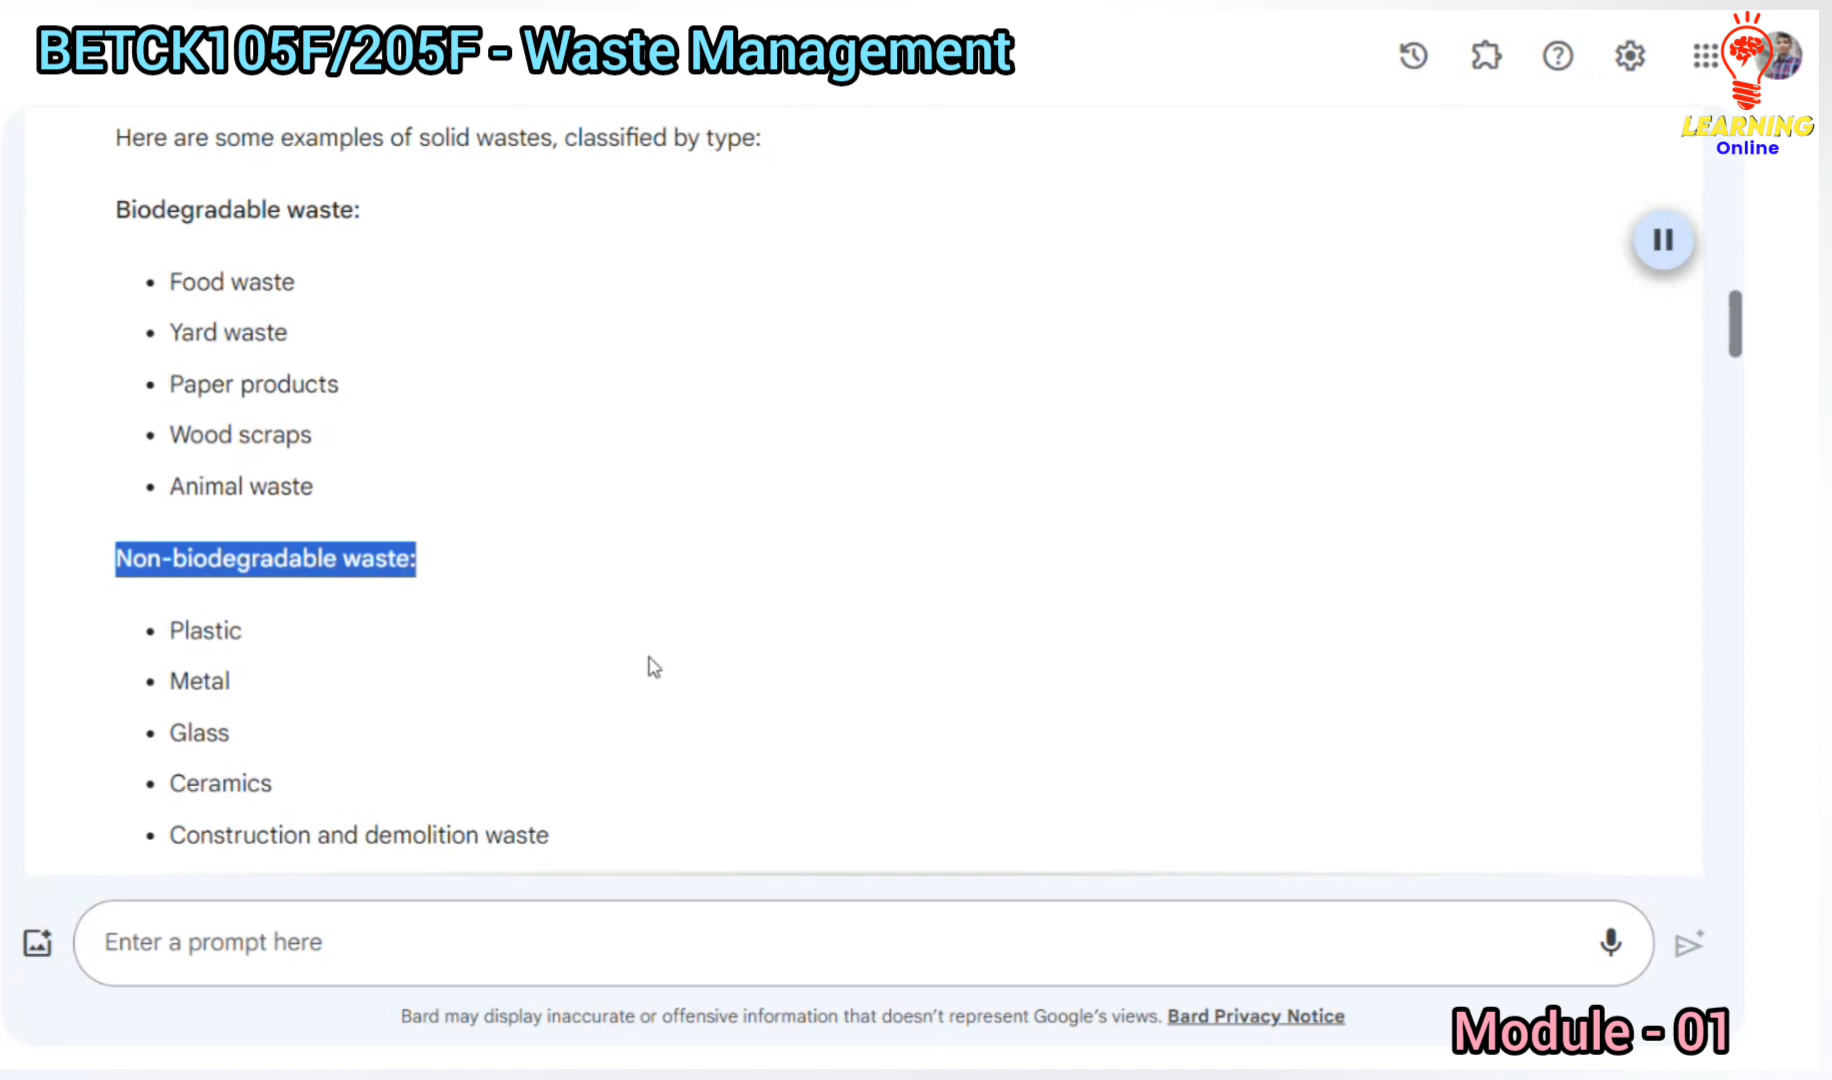 BETCK105F/205F - Waste Management
LEARNING
Online
Here are some examples of solid wastes, classified by type:
Biodegradable waste:
• Food waste
• Yard waste
• Paper products
• Wood scraps
• Animal waste
Non-biodegradable waste:
• Plastic
• Metal
• Glass
• Ceramics
• Construction and demolition waste
Enter a prompt here
Bard may display inaccurate or offensive information that doesn't represent Google's views. Bard Privacy Notice
Module - 01